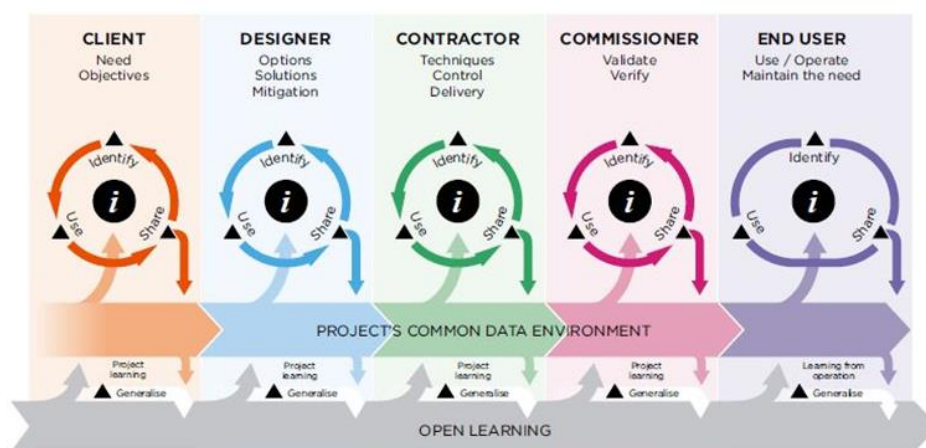 CLIENT
Need
Objectives
DESIGNER
Options
Solutions
Mitigation
CONTRACTOR
Techniques
Control
Delivery
COMMISSIONER
Validate
Verify
END USER
Use / Operate
Maintain the need
Identify
i
Use
Share
Identify
i
Use
Share
Identify
i
Use
Share
Identify
i
Use
Share
Identify
i
Use
Share
PROJECT'S COMMON DATA ENVIRONMENT
Project
learning
Generalise
Project
learning
Generalise
Project
learning
Generalise
Project
learning
Generalise
Learning from
operation
Generalise
OPEN LEARNING